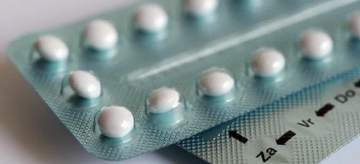 Za ← Vr ← Do